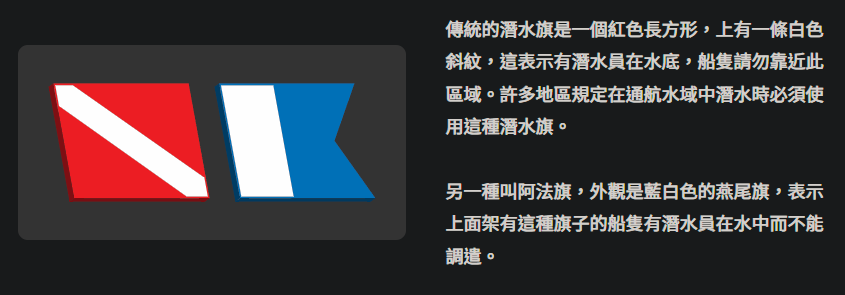 傳統的潛水旗是一個紅色長方形，上有一條白色
斜紋，這表示有潛水員在水底，船隻請勿靠近此
區域。許多地區規定在通航水域中潛水時必須使
用這種潛水旗。
另一種叫阿法旗，外觀是藍白色的燕尾旗，表示
上面架有這種旗子的船隻有潛水員在水中而不能
調遣。